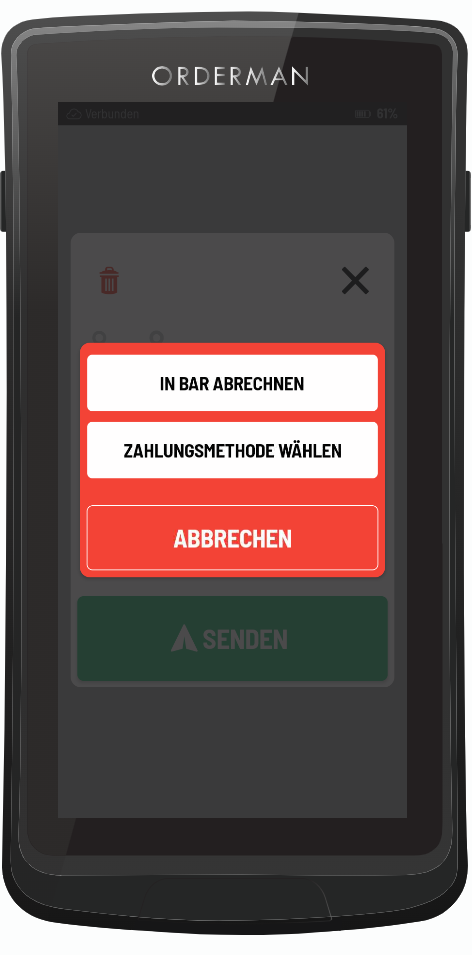 ORDERMAN
Verbunden 61%
IN BAR ABRECHNEN
ZAHLUNGSMETHODE WÄHLEN
ABBRECHEN
SENDEN